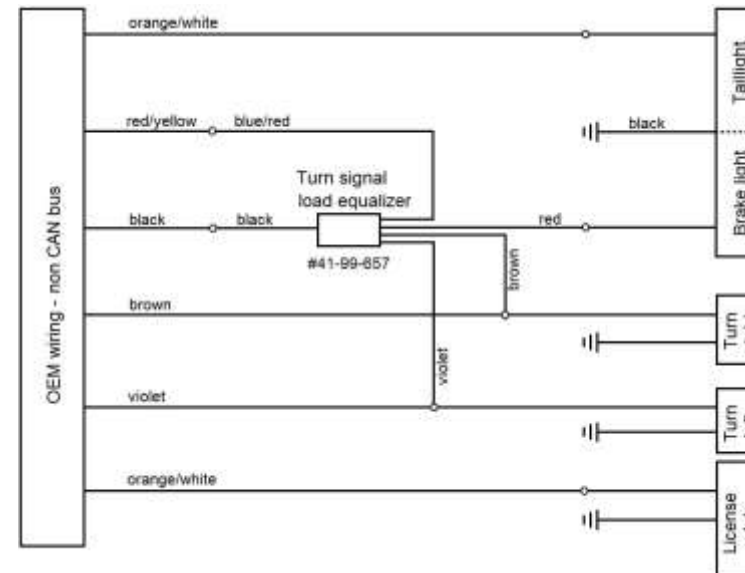 orange/white
Taillight
red/yellow
blue/red
black
Brake light
Turn signal
load equalizer
black
black
red
#41-99-657
brown
OEM wiring - non CAN bus
brown
Turn
violet
violet
Turn
orange/white
License